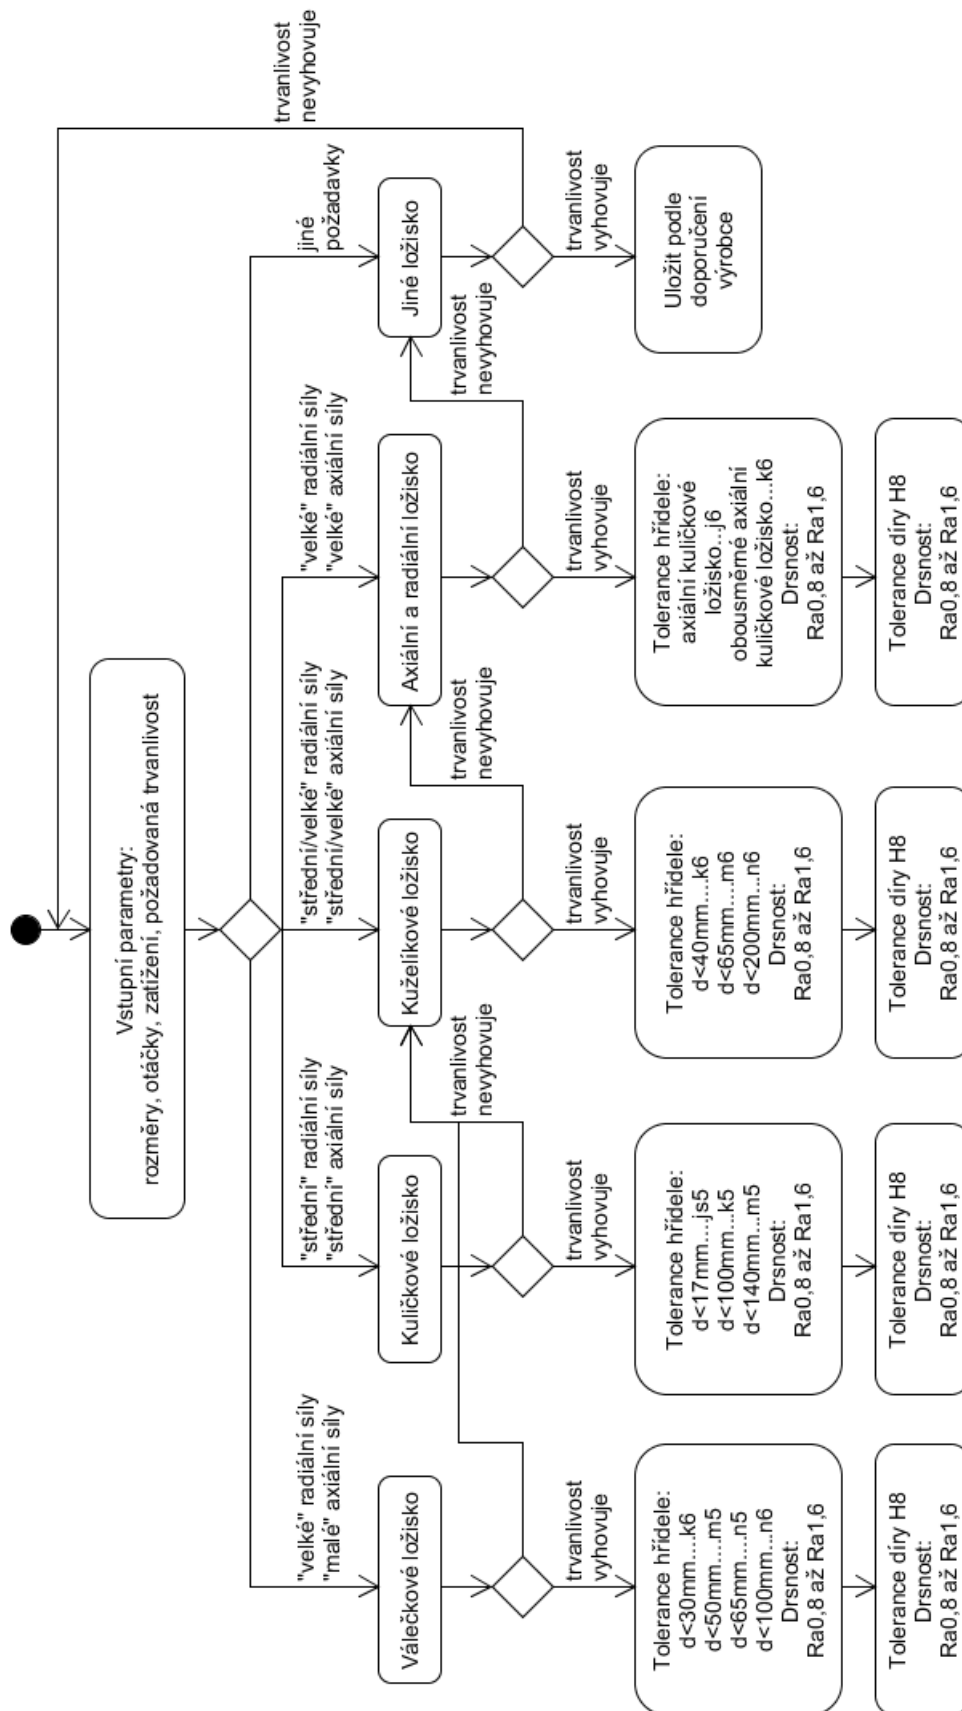 Vstupní parametry:
rozměry, otáčky, zatížení, požadovaná trvanlivost
"velké" radiální síly
"malé" axiální síly
"střední" radiální síly
"střední" axiální síly
"střední/velké" radiální síly
"střední/velké" axiální síly
"velké" radiální síly
"velké" axiální síly
jiné
požadavky
trvanlivost
nevyhovuje
Válečkové ložisko
Kuličkové ložisko
Kuželíkové ložisko
Axiální a radiální ložisko
Jiné ložisko
trvanlivost
nevyhovuje
trvanlivost
nevyhovuje
trvanlivost
nevyhovuje
trvanlivost
vyhovuje
trvanlivost
vyhovuje
trvanlivost
vyhovuje
trvanlivost
vyhovuje
trvanlivost
vyhovuje
Tolerance hřídele:
d<30mm....k6
d<50mm....m5
d<65mm....n5
d<100mm...n6
Drsnost:
Ra0,8 až Ra1,6
Tolerance hřídele:
d<17mm....js5
d<100mm...k5
d<140mm...m5
Drsnost:
Ra0,8 až Ra1,6
Tolerance hřídele:
d<40mm....k6
d<65mm....m6
d<200mm...n6
Drsnost:
Ra0,8 až Ra1,6
Tolerance hřídele:
axiální kuličkové
ložisko...j6
obousměrné axiální
kuličkové ložisko...k6
Drsnost:
Ra0,8 až Ra1,6
Uložit podle
doporučení
výrobce
Tolerance díry H8
Drsnost:
Ra0,8 až Ra1,6
Tolerance díry H8
Drsnost:
Ra0,8 až Ra1,6
Tolerance díry H8
Drsnost:
Ra0,8 až Ra1,6
Tolerance díry H8
Drsnost:
Ra0,8 až Ra1,6